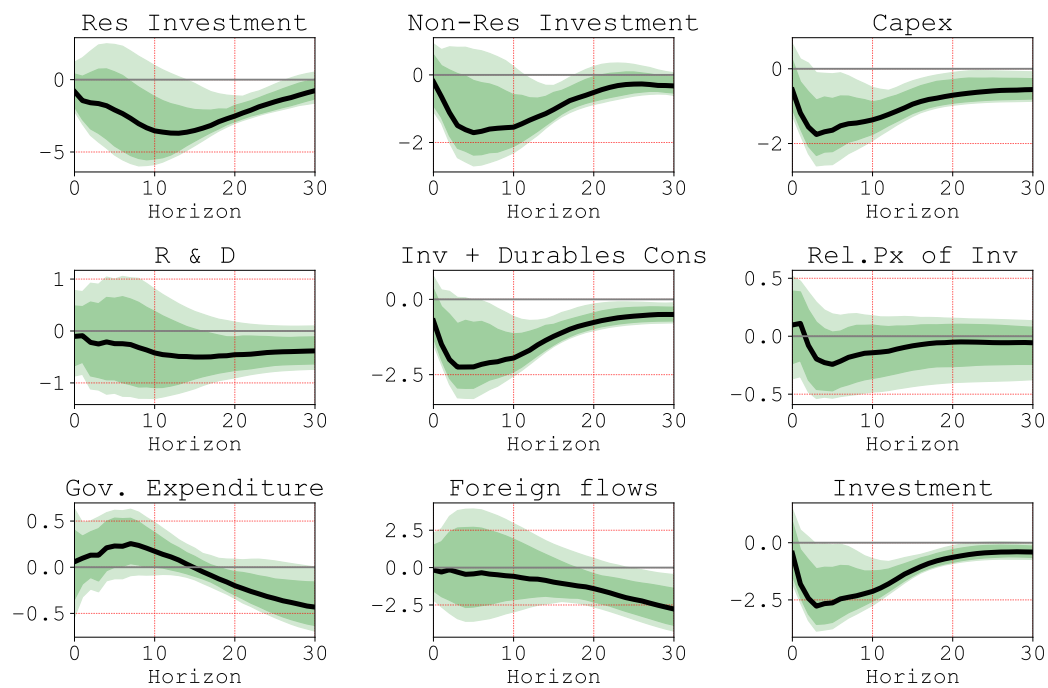 Res Investment
Non-Res Investment
Capex
0
−5
0
−2
0
−2
0 10 20 30
0 10 20 30
0 10 20 30
Horizon
Horizon
Horizon
R & D
Inv + Durables Cons
Rel.Px of Inv
1
0
−1
0.0
−2.5
0.5
0.0
−0.5
0 10 20 30
0 10 20 30
0 10 20 30
Horizon
Horizon
Horizon
Gov. Expenditure
Foreign flows
Investment
0.5
0.0
−0.5
2.5
0.0
−2.5
0.0
−2.5
0 10 20 30
0 10 20 30
0 10 20 30
Horizon
Horizon
Horizon